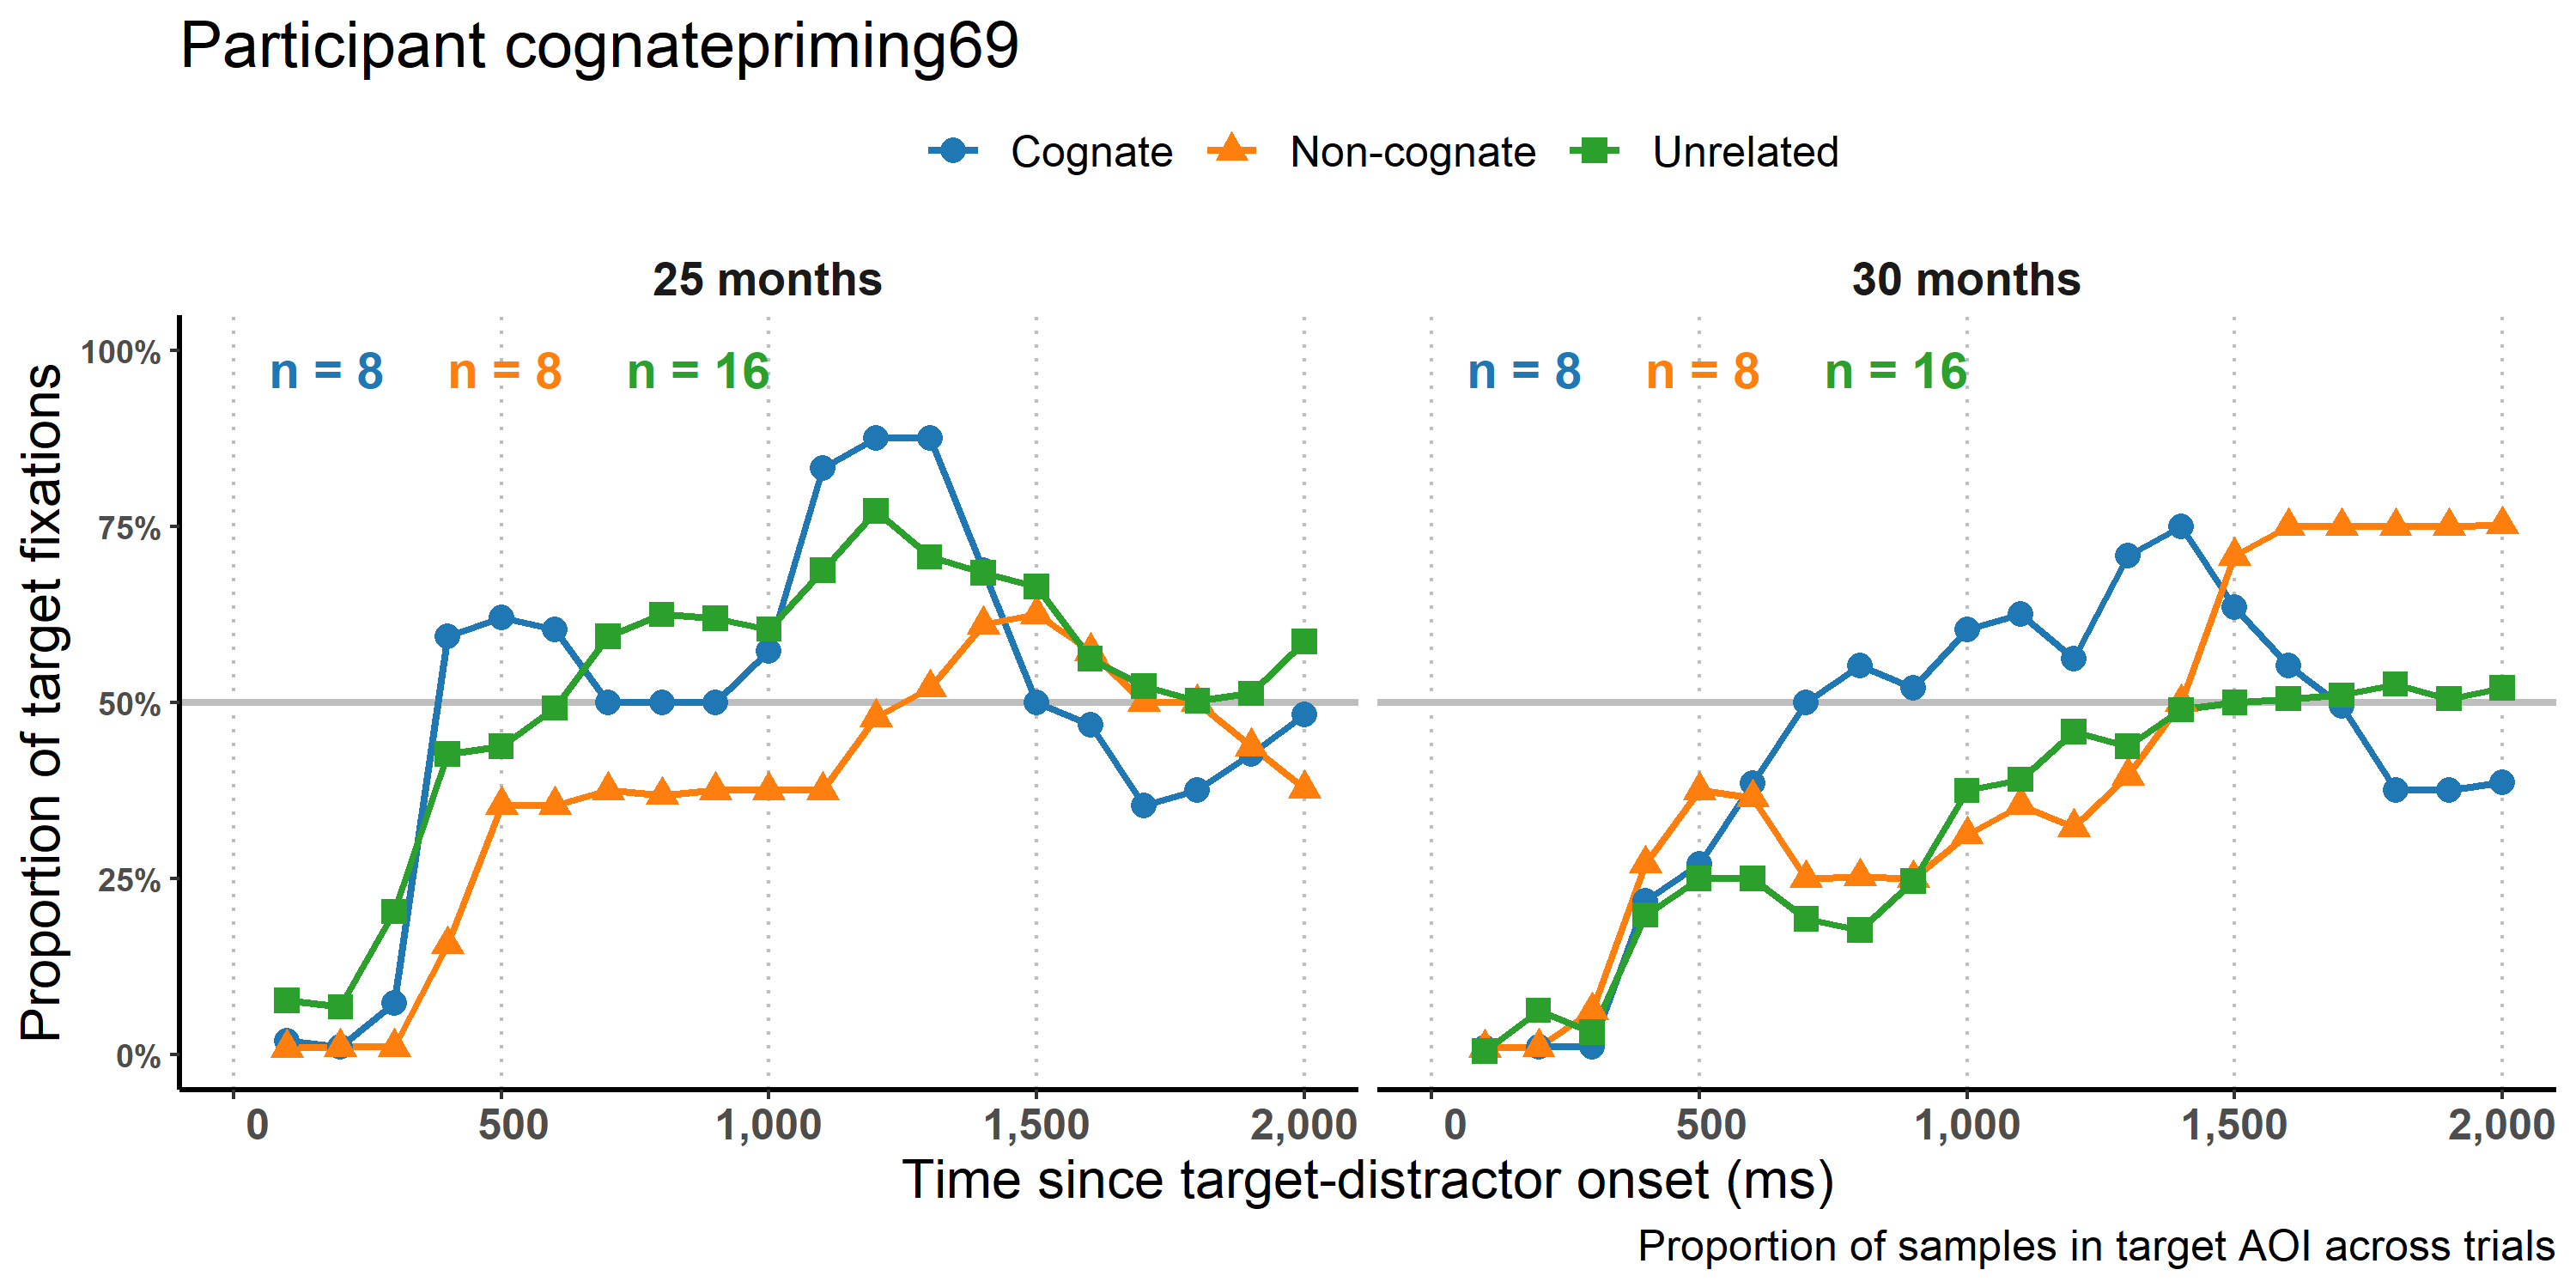 Participant cognatepriming69
Cognate Non-cognate Unrelated
25 months 30 months
Proportion of target fixations
100%
75%
50%
25%
0%
n = 8 n = 8 n = 16
n = 8 n = 8 n = 16
0 500 1,000 1,500 2,000
0 500 1,000 1,500 2,000
Time since target-distractor onset (ms)
Proportion of samples in target AOI across trials